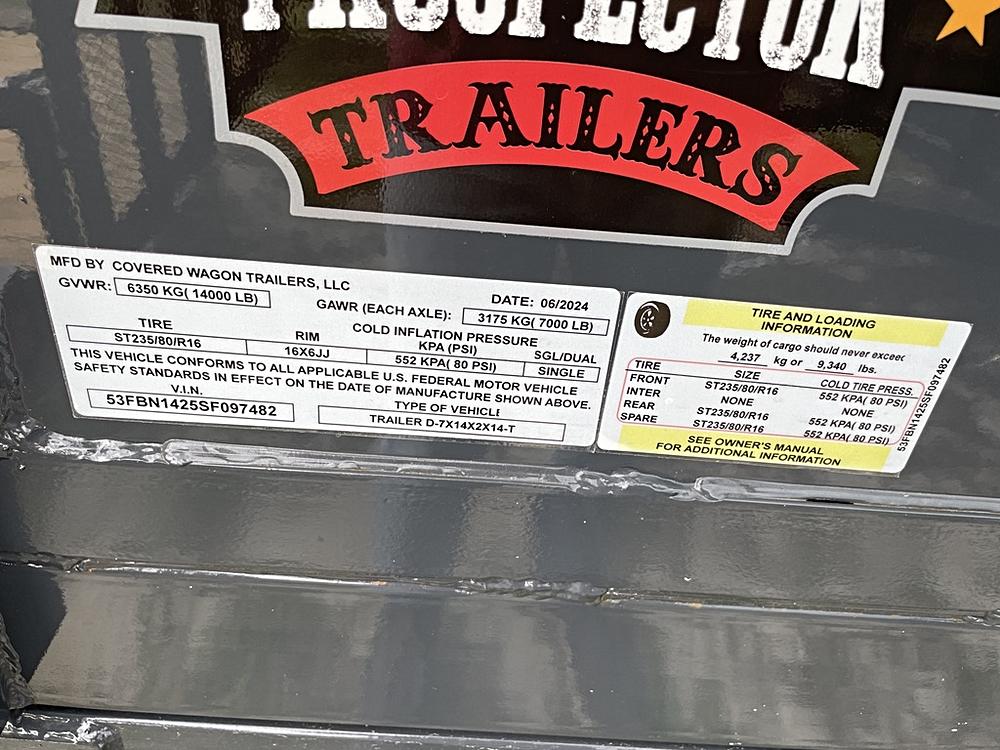 PROSPECTOR
TRAILERS
MFD BY COVERED WAGON TRAILERS, LLC
GVWR: 6350 KG( 14000 LB)
DATE: 06/2024
GAWR (EACH AXLE): 3175 KG( 7000 LB)
TIRE RIM COLD INFLATION PRESSURE KPA (PSI) SGL/DUAL
ST235/80/R16 16X6JJ 552 KPA( 80 PSI) SINGLE
THIS VEHICLE CONFORMS TO ALL APPLICABLE U.S. FEDERAL MOTOR VEHICLE
SAFETY STANDARDS IN EFFECT ON THE DATE OF MANUFACTURE SHOWN ABOVE.
V.I.N. TYPE OF VEHICLE
53FBN1425SF097482 TRAILER D-7X14X2X14-T
TIRE AND LOADING
INFORMATION
The weight of cargo should never exceed
4,237 kg or 9,340 lbs.
TIRE SIZE COLD TIRE PRESS.
FRONT ST235/80/R16 552 KPA( 80 PSI)
INTER NONE NONE
REAR ST235/80/R16 552 KPA( 80 PSI)
SPARE ST235/80/R16 552 KPA( 80 PSI)
SEE OWNER'S MANUAL
FOR ADDITIONAL INFORMATION
53FBN1425SF097482